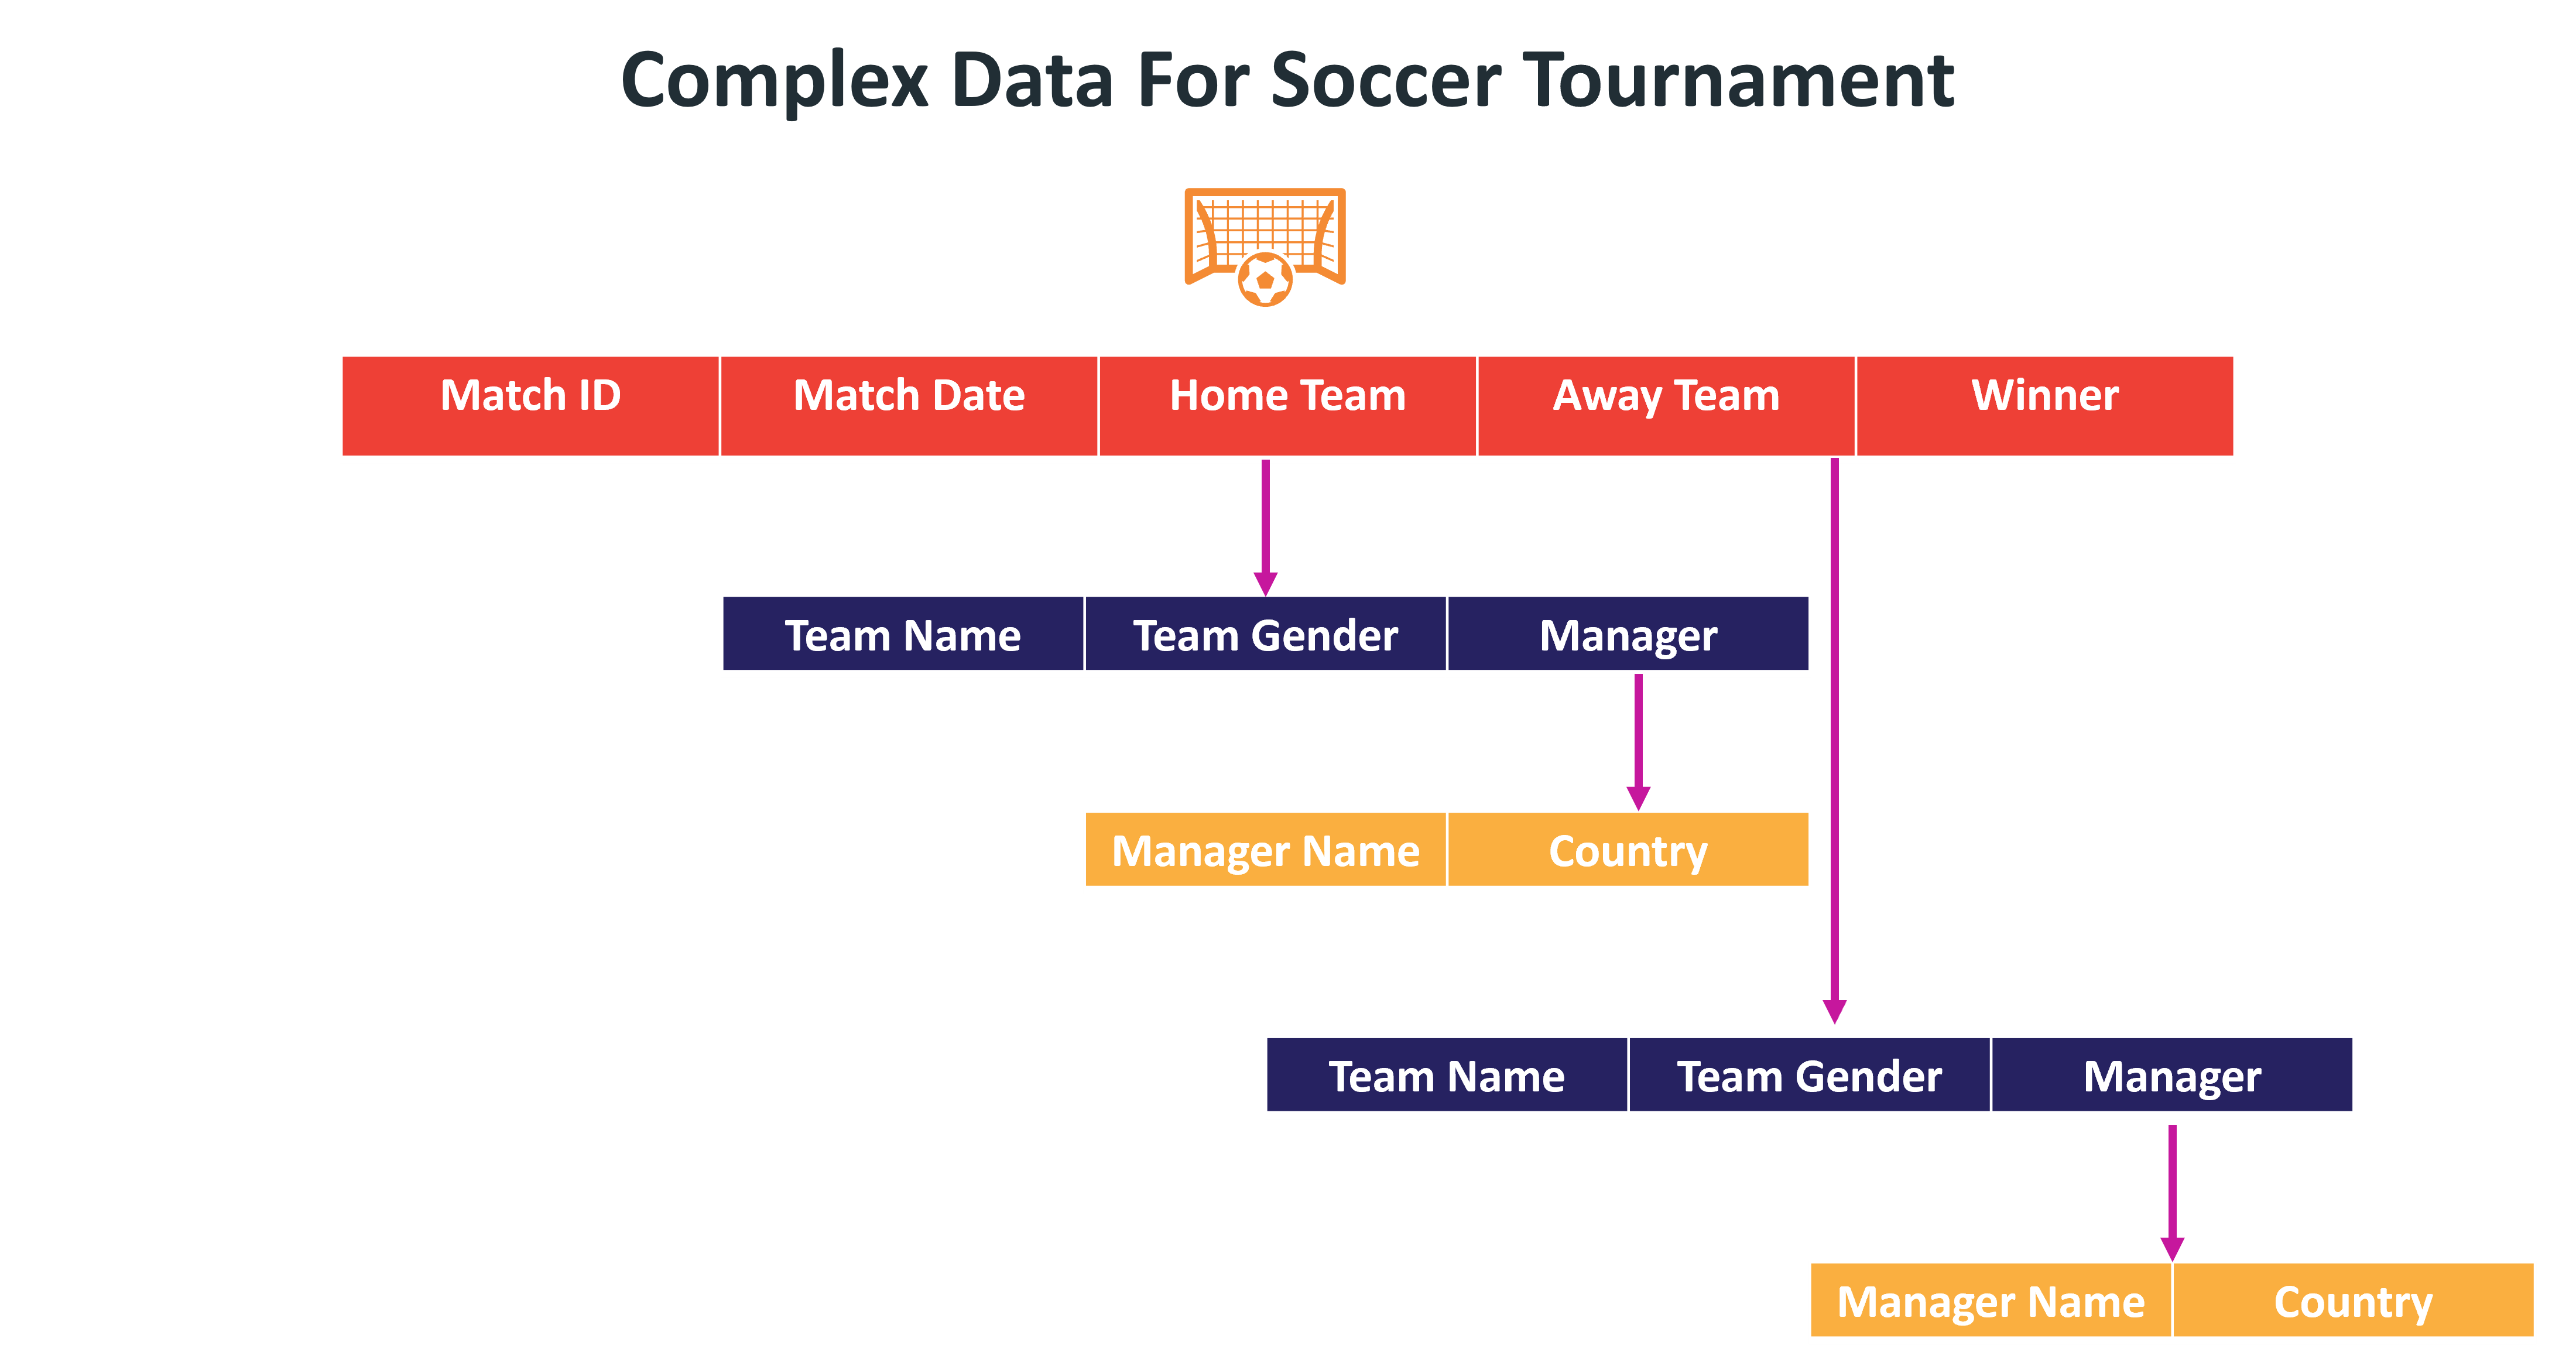 Complex Data For Soccer Tournament
Match ID Match Date Home Team Away Team Winner
Team Name Team Gender Manager
Manager Name Country
Team Name Team Gender Manager
Manager Name Country